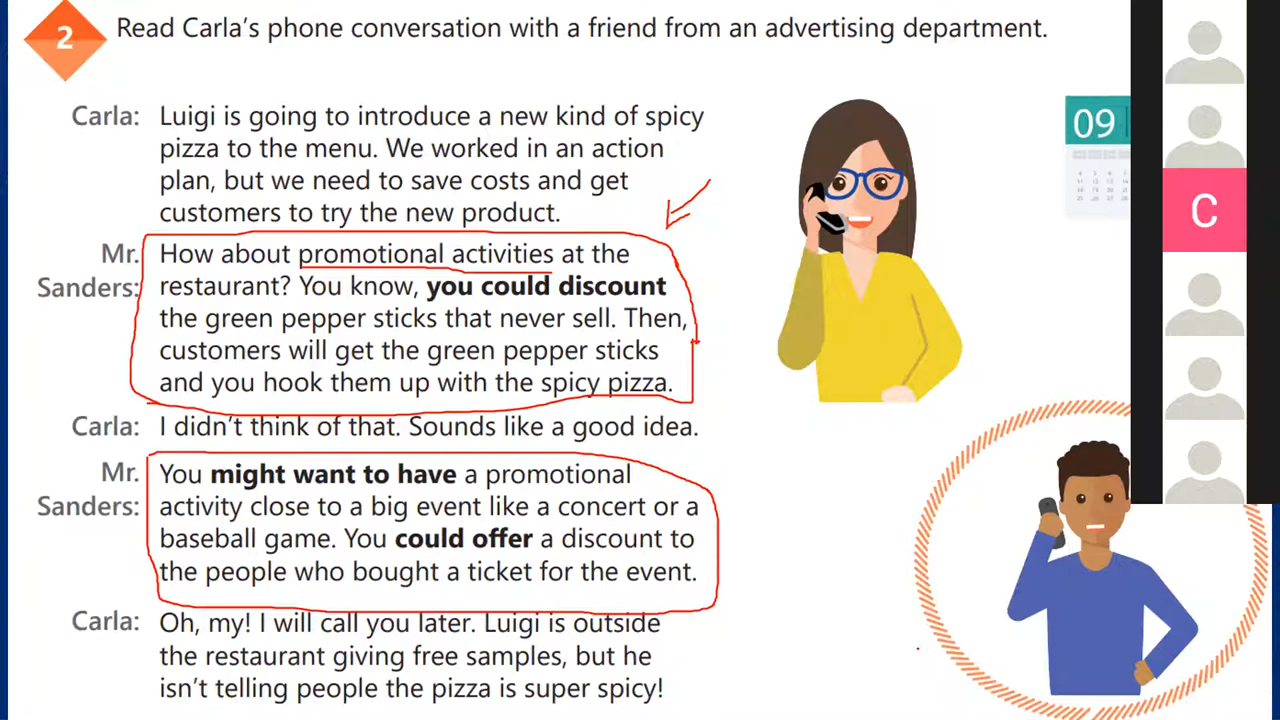 2 Read Carla's phone conversation with a friend from an advertising department.
Carla: Luigi is going to introduce a new kind of spicy
pizza to the menu. We worked in an action
plan, but we need to save costs and get
customers to try the new product.
Mr. How about promotional activities at the
Sanders: restaurant? You know, you could discount
the green pepper sticks that never sell. Then,
customers will get the green pepper sticks
and you hook them up with the spicy pizza.
Carla: I didn't think of that. Sounds like a good idea.
Mr. You might want to have a promotional
Sanders: activity close to a big event like a concert or a
baseball game. You could offer a discount to
the people who bought a ticket for the event.
Carla: Oh, my! I will call you later. Luigi is outside
the restaurant giving free samples, but he
isn't telling people the pizza is super spicy!
09
C